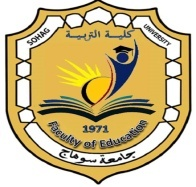 كلية التربية
SOHAG
UNIVERSITY
1971
Faculty of Education
جامعة سوهاج